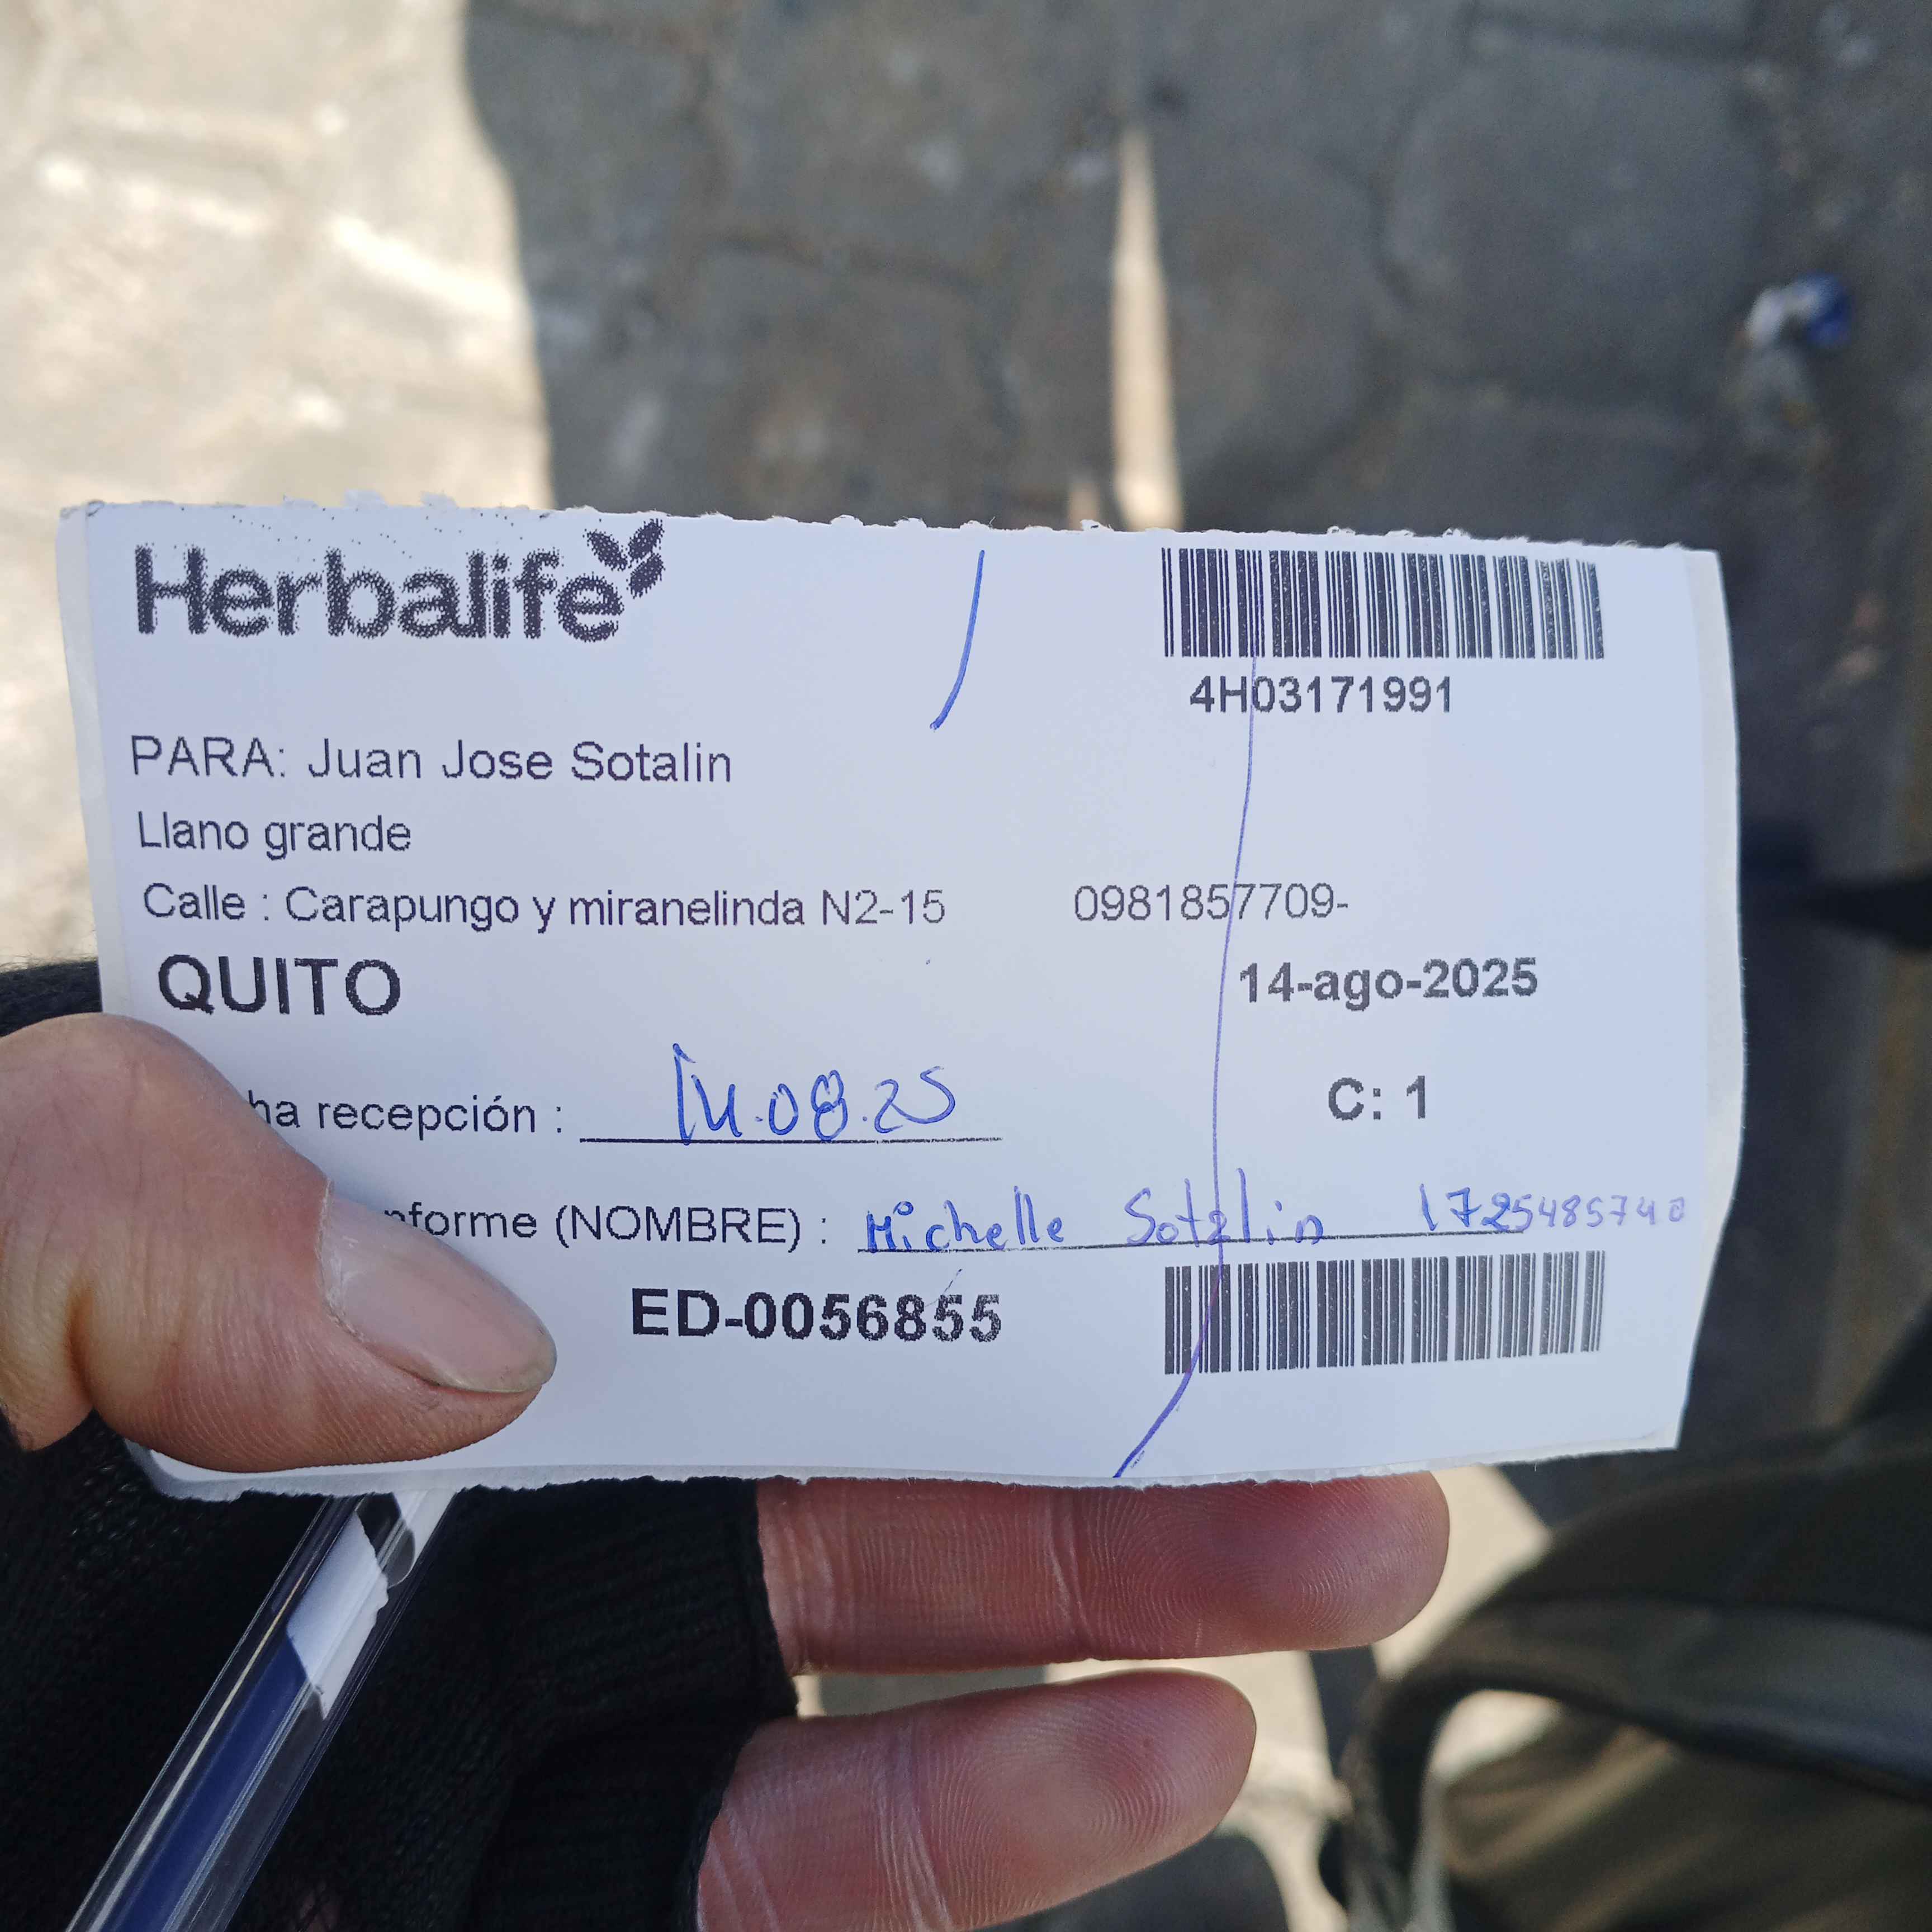 Herbalife
4H03171991
PARA: Juan Jose Sotalin
Llano grande
Calle : Carapungo y miranelinda N2-15 0981857709-
QUITO 14-ago-2025
ha recepción : 14.08.25 C: 1
nforme (NOMBRE) : Michelle Sotalin 1725485740
ED-0056855